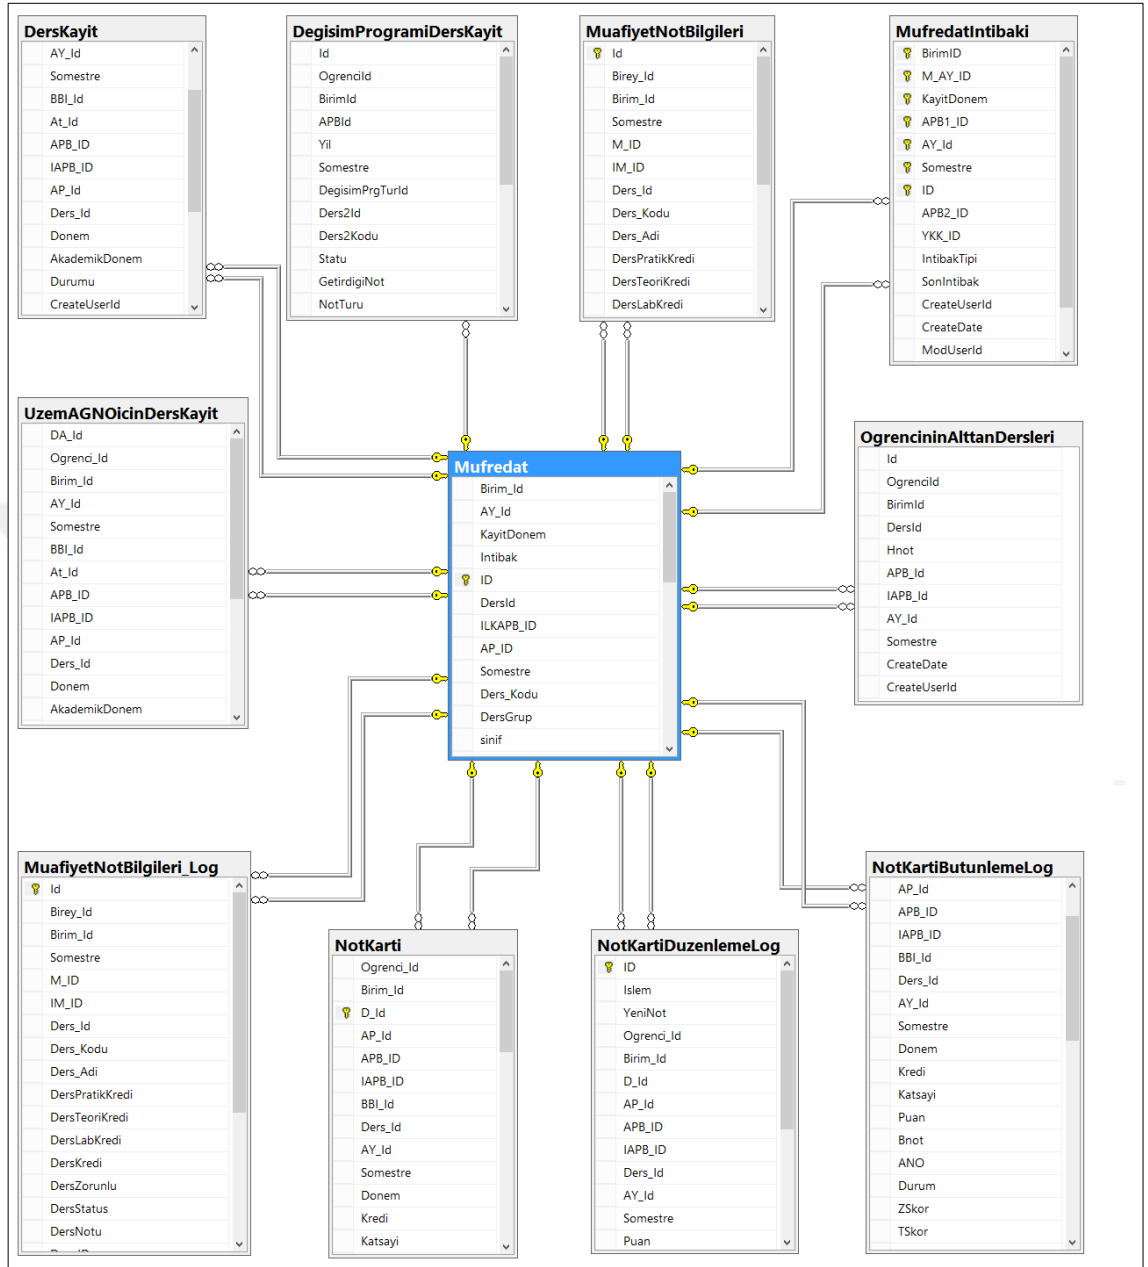 DersKayit
AY_Id
Somestre
BBI_Id
At_Id
APB_ID
IAPB_ID
AP_Id
Ders_Id
Donem
AkademikDonem
Durumu
CreateUserId
DegisimProgramiDersKayit
Id
OgrenciId
BirimId
APBId
Yil
Somestre
DegisimPrgTurId
Ders2Id
Ders2Kodu
Statu
GetirdigiNot
NotTuru
MuafiyetNotBilgileri
Id
Birey_Id
Birim_Id
Somestre
M_ID
IM_ID
Ders_Id
Ders_Kodu
Ders_Adi
DersPratikKredi
DersTeoriKredi
DersLabKredi
MufredatIntibaki
BirimID
M_AY_ID
KayitDonem
APB1_ID
AY_Id
Somestre
ID
APB2_ID
YKK_ID
IntibakTipi
SonIntibak
CreateUserId
CreateDate
ModUserId
UzemAGNOicinDersKayit
DA_Id
Ogrenci_Id
Birim_Id
AY_Id
Somestre
BBI_Id
At_Id
APB_ID
IAPB_ID
AP_Id
Ders_Id
Donem
AkademikDonem
Mufredat
Birim_Id
AY_Id
KayitDonem
Intibak
ID
DersId
ILKAPB_ID
AP_ID
Somestre
Ders_Kodu
DersGrup
sinif
OgrencininAlttanDersleri
Id
OgrenciId
BirimId
DersId
Hnot
APB_Id
IAPB_Id
AY_Id
Somestre
CreateDate
CreateUserId
MuafiyetNotBilgileri_Log
Id
Birey_Id
Birim_Id
Somestre
M_ID
IM_ID
Ders_Id
Ders_Kodu
Ders_Adi
DersPratikKredi
DersTeoriKredi
DersLabKredi
DersKredi
DersZorunlu
DersStatus
DersNotu
NotKarti
Ogrenci_Id
Birim_Id
D_Id
AP_Id
APB_ID
IAPB_ID
BBI_Id
Ders_Id
AY_Id
Somestre
Donem
Kredi
Katsayi
NotKartiDuzenlemeLog
ID
Islem
YeniNot
Ogrenci_Id
Birim_Id
D_Id
AP_Id
APB_ID
IAPB_ID
Ders_Id
AY_Id
Somestre
Puan
NotKartiButunlemeLog
AP_Id
APB_ID
IAPB_ID
BBI_Id
Ders_Id
AY_Id
Somestre
Donem
Kredi
Katsayi
Puan
Bnot
ANO
Durum
ZSkor
TSkor